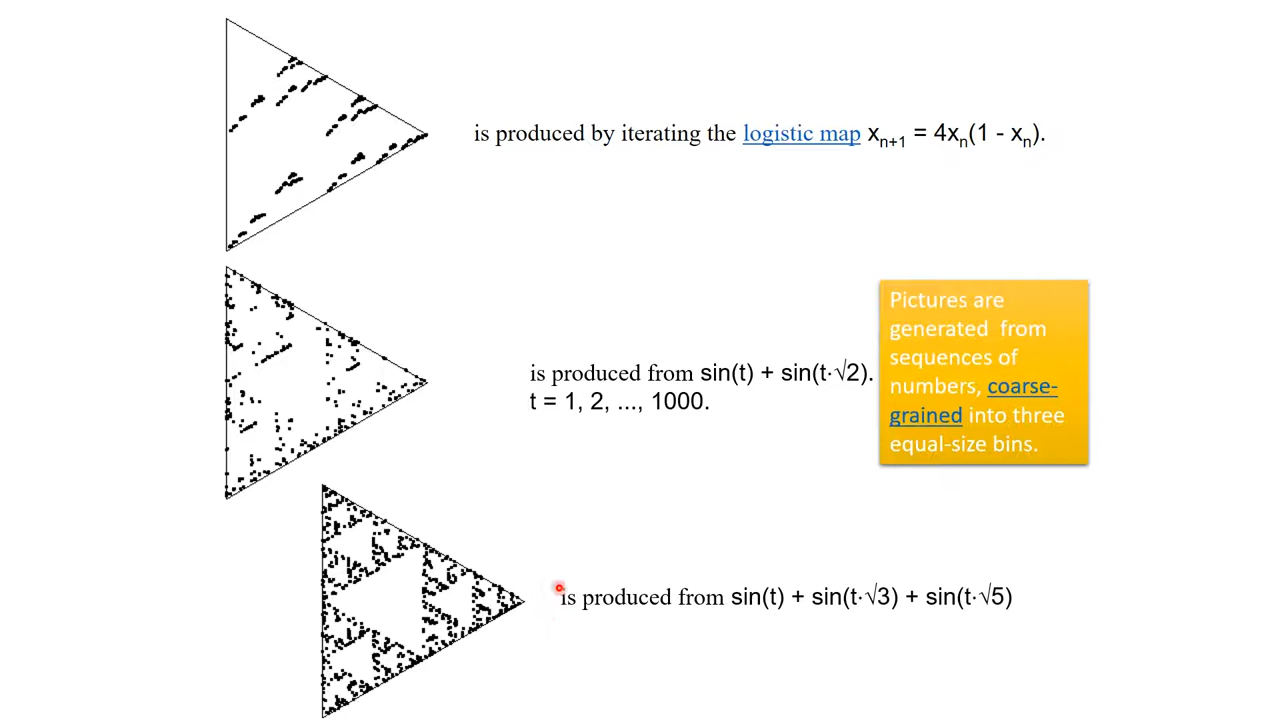 is produced by iterating the logistic map xₙ₊₁ = 4xₙ(1 - xₙ).
is produced from sin(t) + sin(t·√2).
t = 1, 2, ..., 1000.
Pictures are
generated from
sequences of
numbers, coarse-
grained into three
equal-size bins.
is produced from sin(t) + sin(t·√3) + sin(t·√5)